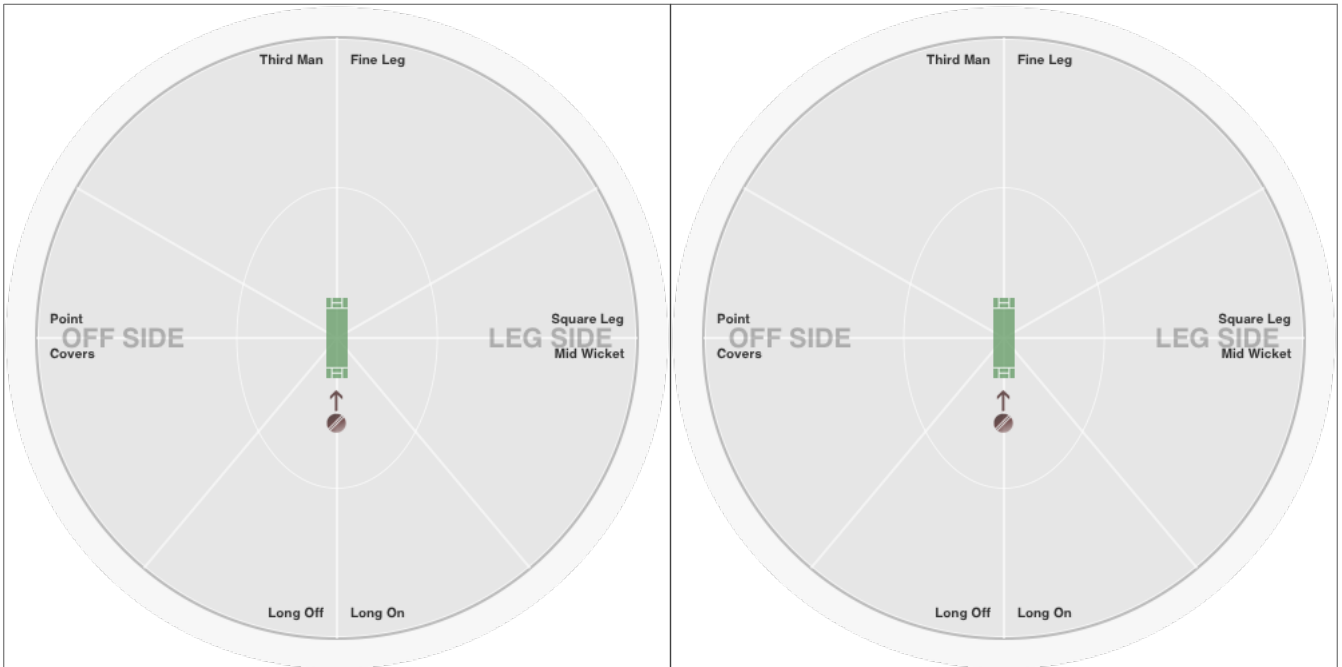 Third Man Fine Leg
Point
OFF SIDE
Covers
Square Leg
LEG SIDE
Mid Wicket
Long Off Long On
Third Man Fine Leg
Point
OFF SIDE
Covers
Square Leg
LEG SIDE
Mid Wicket
Long Off Long On